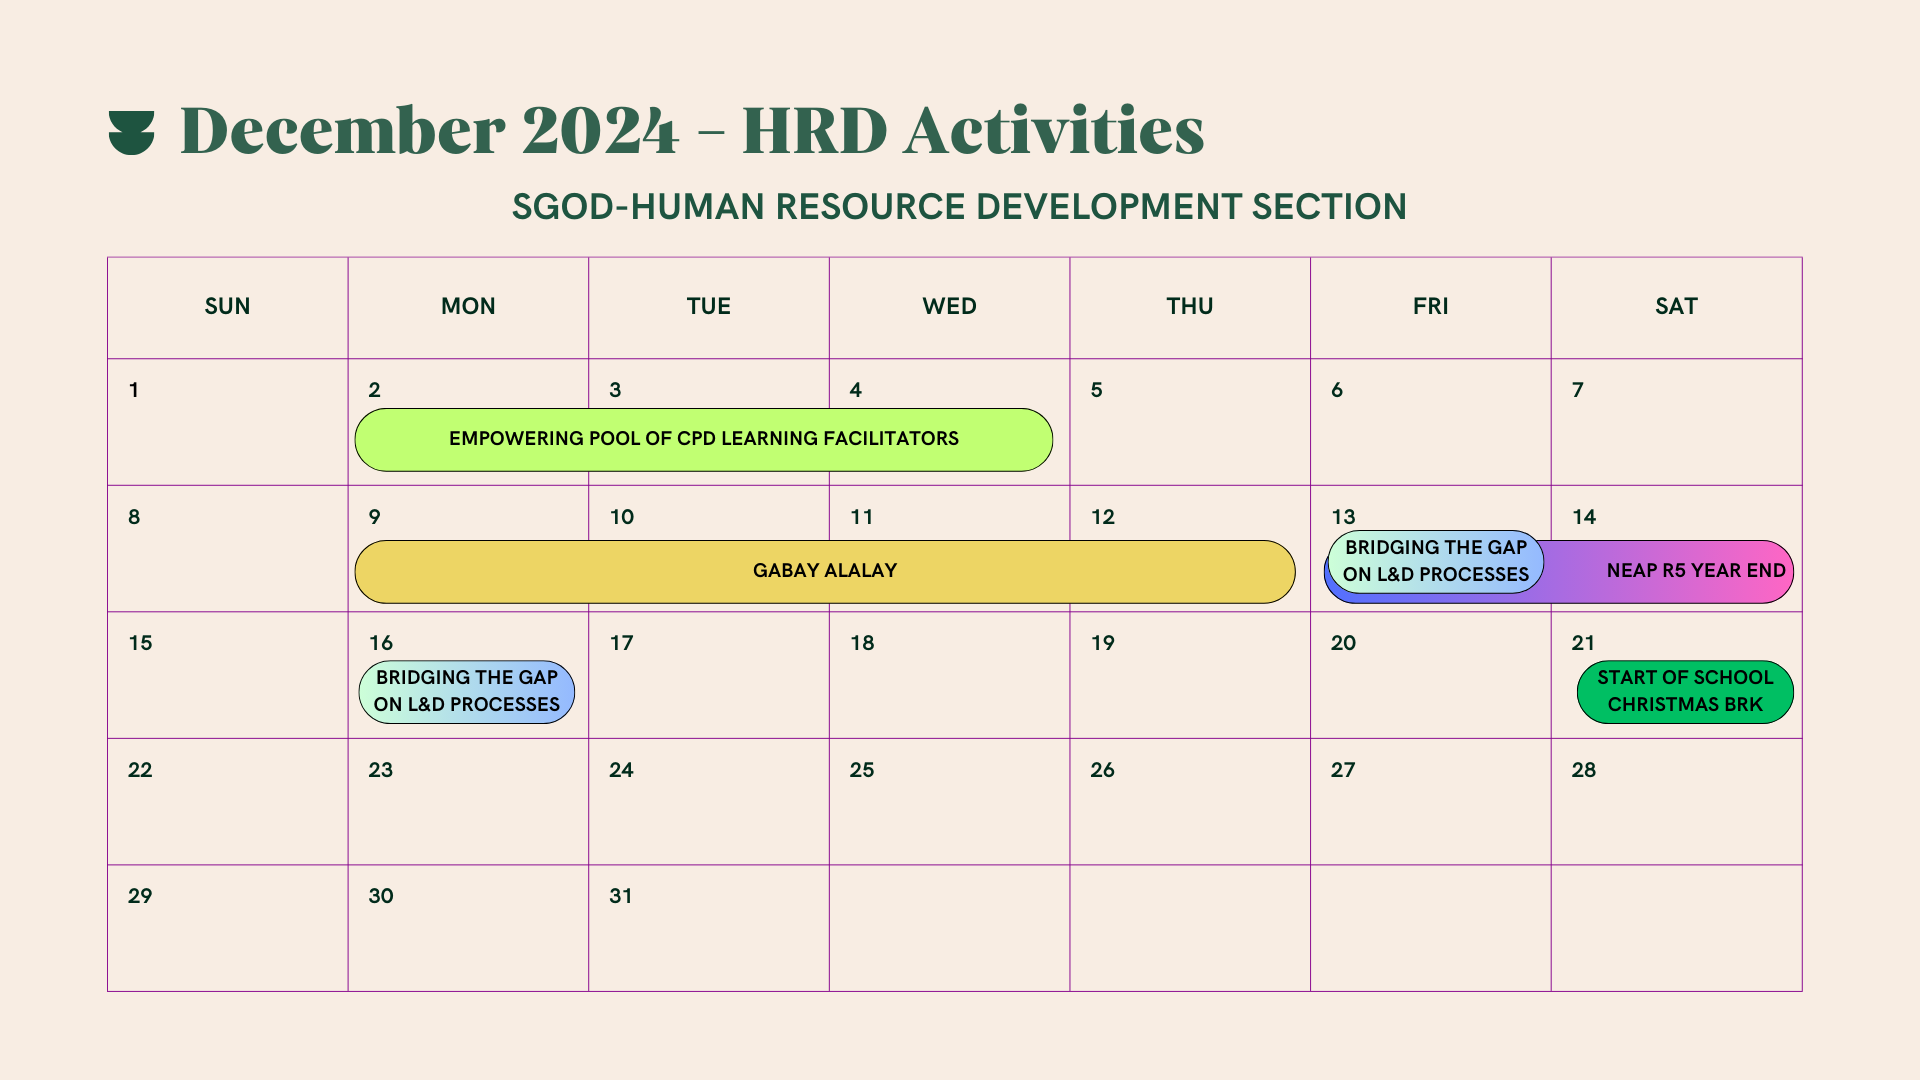 December 2024 – HRD Activities
SGOD-HUMAN RESOURCE DEVELOPMENT SECTION
SUN MON TUE WED THU FRI SAT
1 2 3 4 5 6 7
EMPOWERING POOL OF CPD LEARNING FACILITATORS
8 9 10 11 12 13 14
GABAY ALALAY
BRIDGING THE GAP
ON L&D PROCESSES
NEAP R5 YEAR END
15 16 17 18 19 20 21
BRIDGING THE GAP
ON L&D PROCESSES
START OF SCHOOL
CHRISTMAS BRK
22 23 24 25 26 27 28
29 30 31